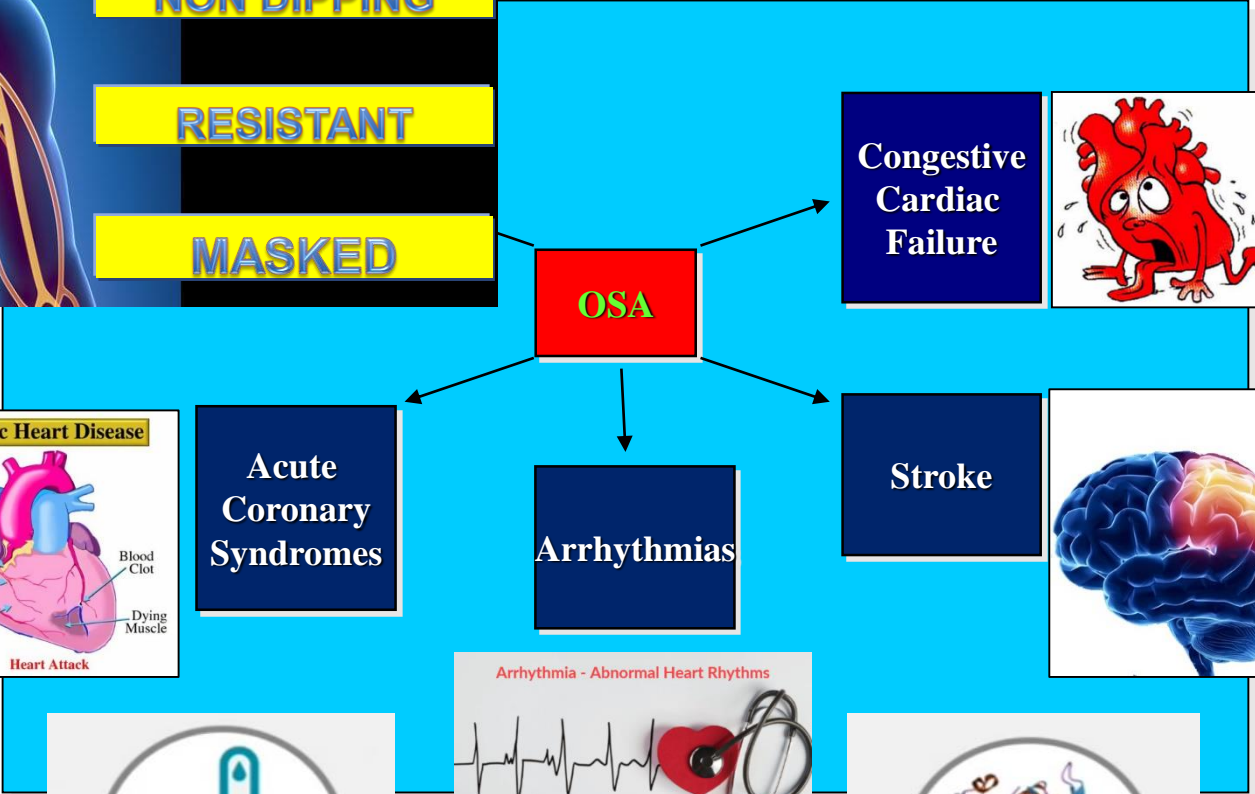 NON DIPPING
RESISTANT
MASKED
Congestive
Cardiac
Failure
OSA
c Heart Disease
Blood
Clot
Dying
Muscle
Heart Attack
Acute
Coronary
Syndromes
Arrhythmias
Stroke
Arrhythmia - Abnormal Heart Rhythms